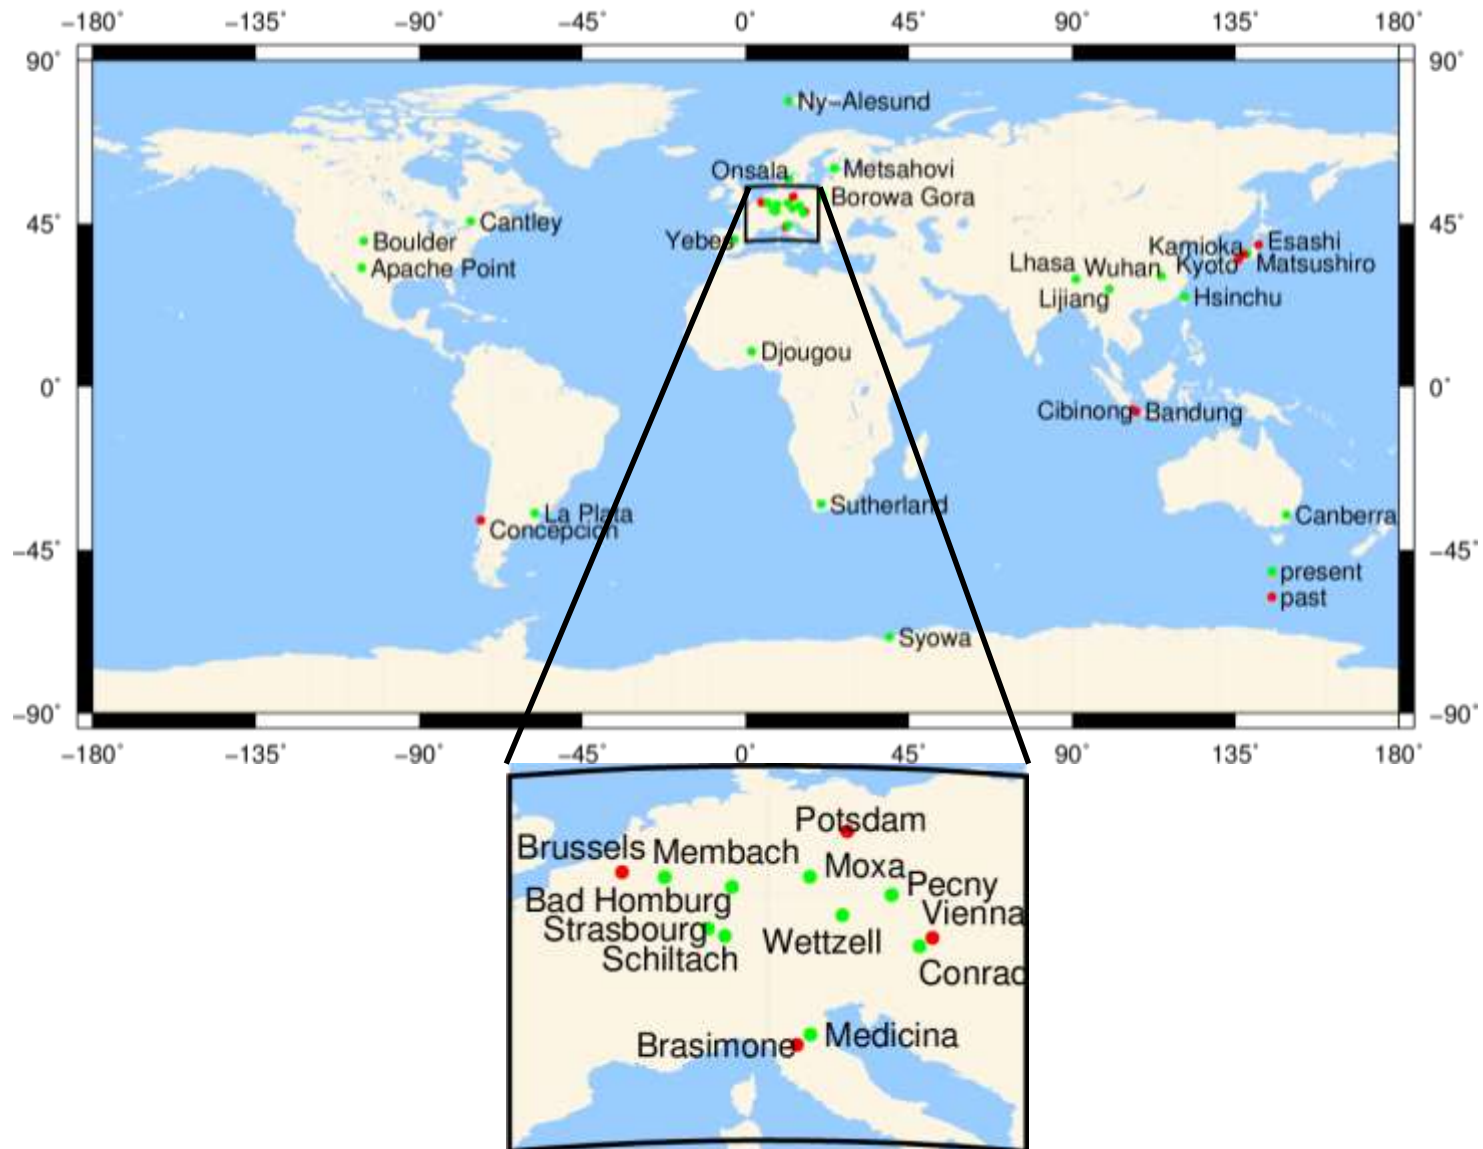 −180˚ −135˚ −90˚ −45˚ 0˚ 45˚ 90˚ 135˚ 180˚
90˚ 90˚
Ny−Alesund
Onsala Metsahovi
Borowa Gora
45˚ 45˚
Cantley
Boulder Yebes Kamioka Esashi
Apache Point Lhasa Wuhan Kyoto Matsushiro
Lijiang Hsinchu
Djougou
0˚ 0˚
Cibinong Bandung
Sutherland
La Plata Canberra
Concepcion
−45˚ −45˚
present
past
Syowa
−90˚ −90˚
−180˚ −135˚ −90˚ −45˚ 0˚ 45˚ 90˚ 135˚ 180˚
Potsdam
Brussels Membach
Moxa
Pecny
Bad Homburg
Vienna
Strasbourg Wettzell
Schiltach
Conrad
Brasimone Medicina